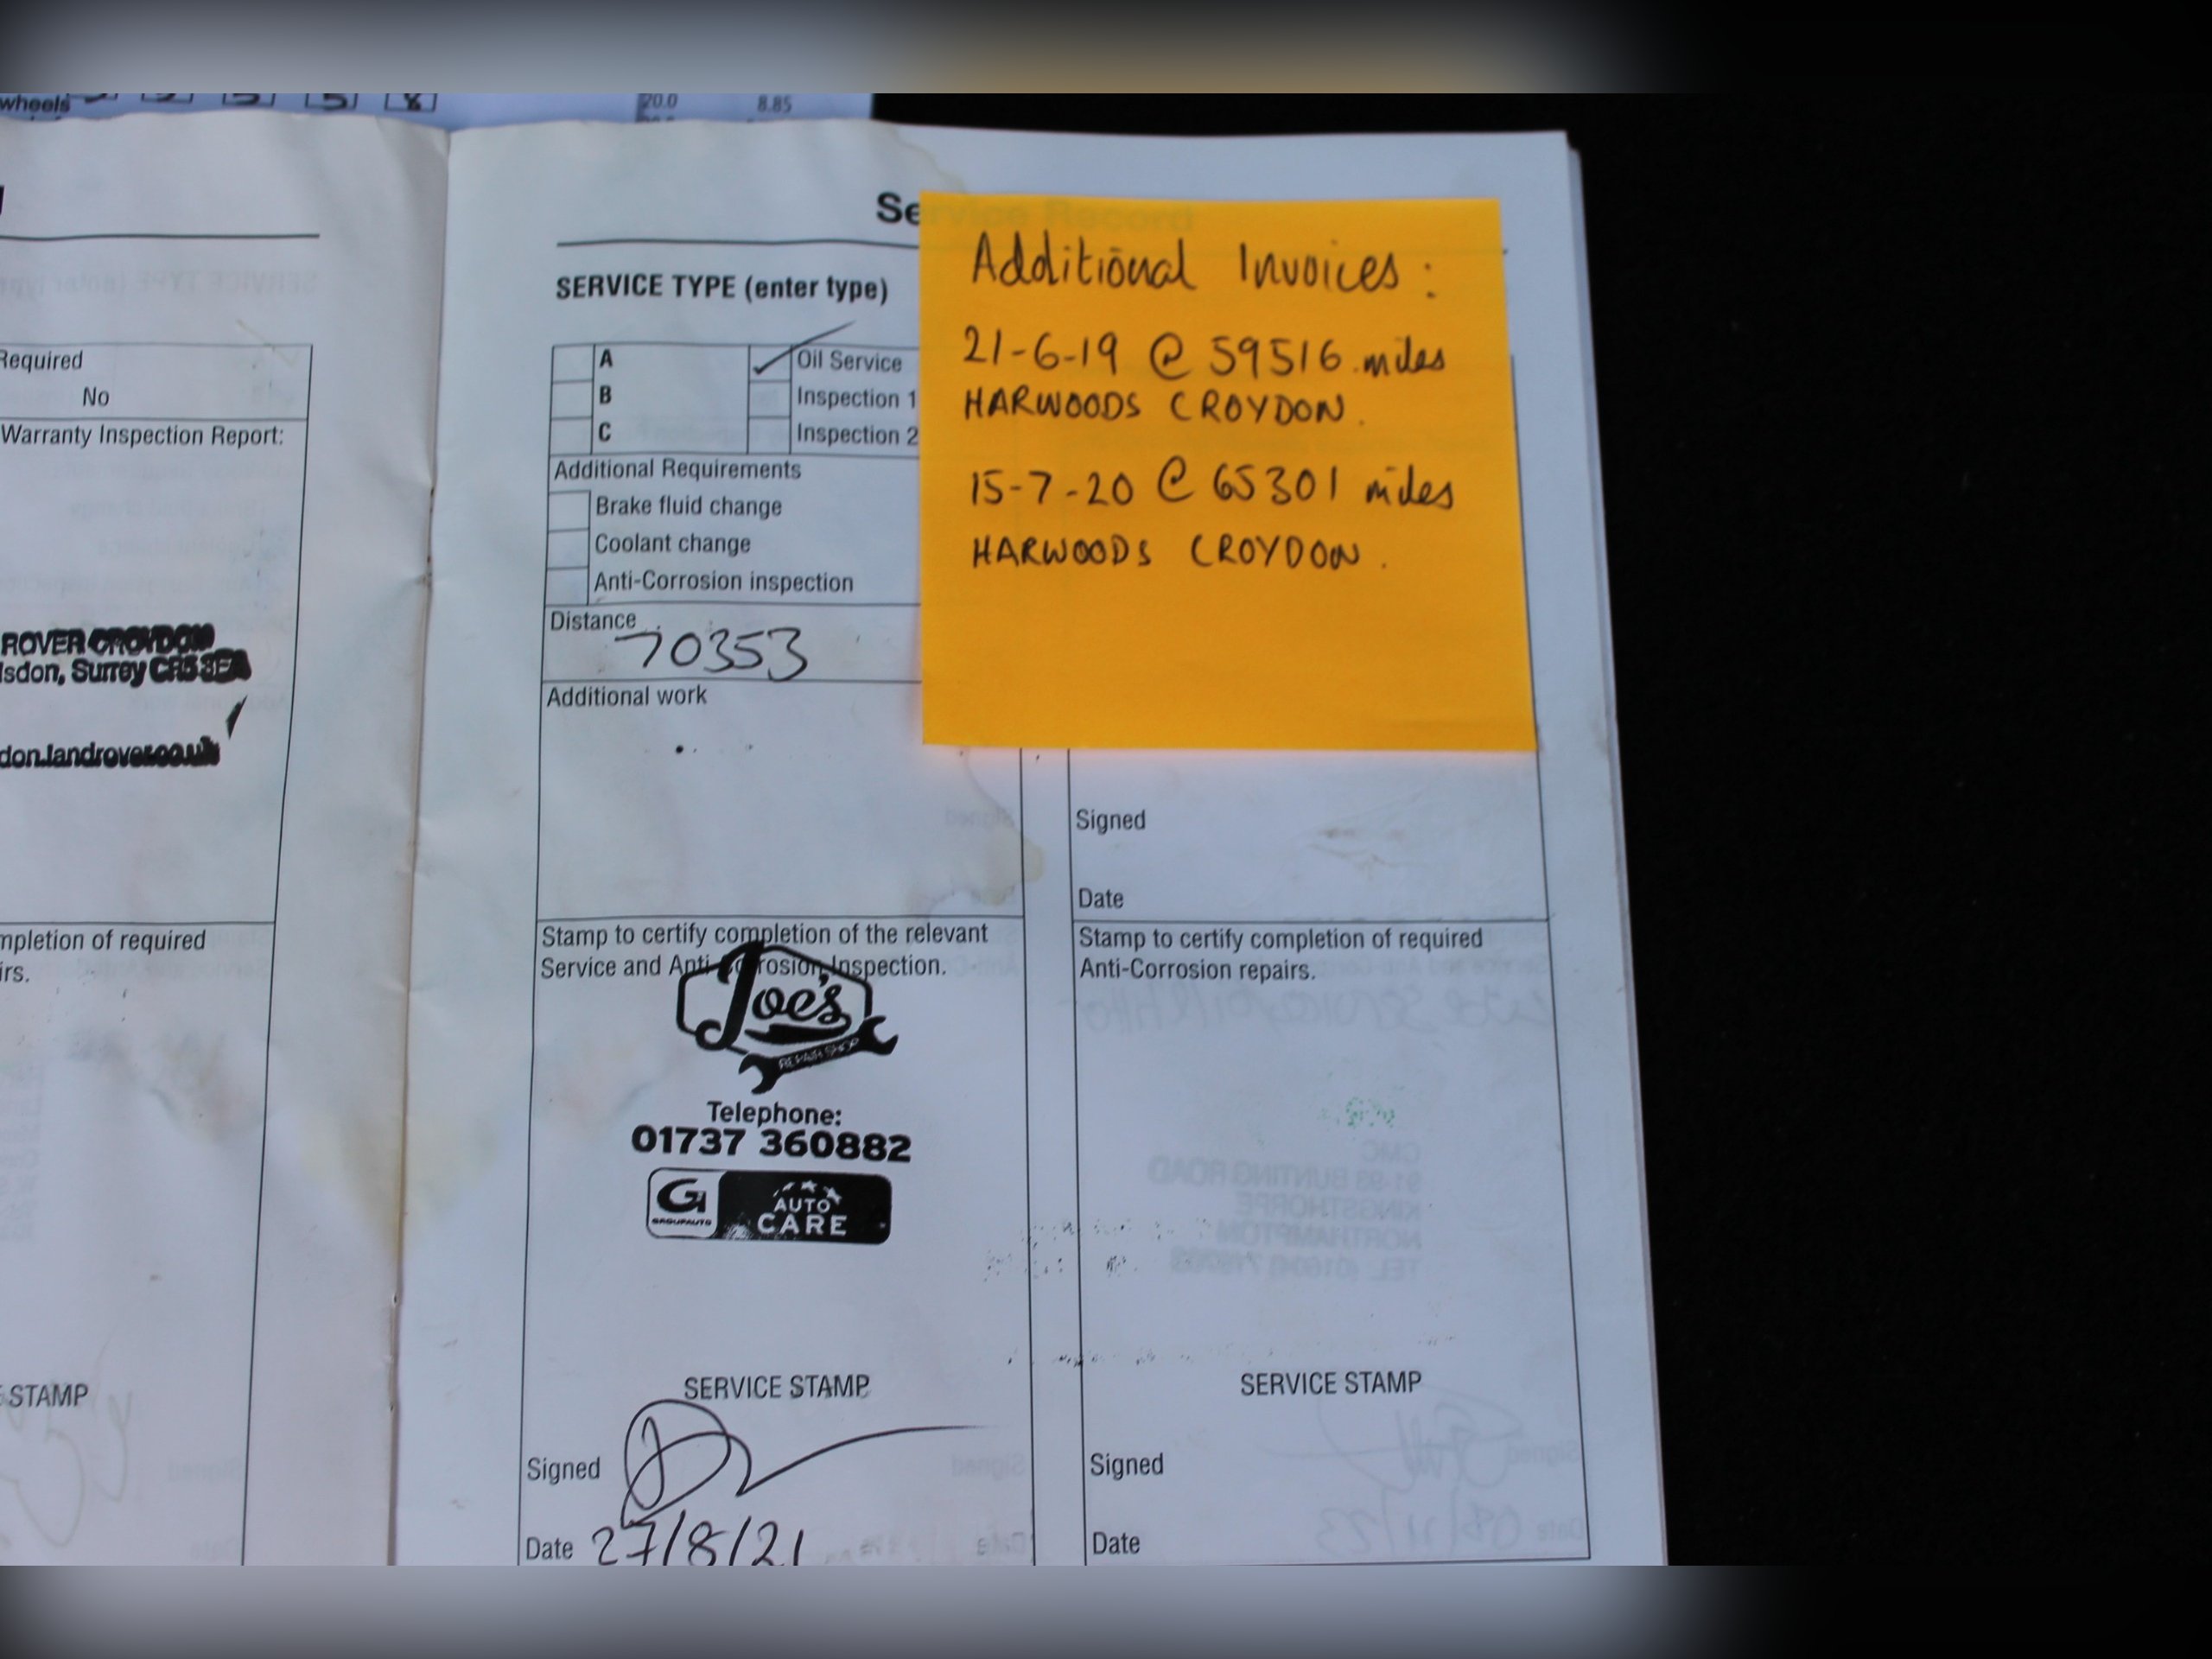 wheels
20.0 8.85
Required
No
Warranty Inspection Report:
ROVER CROYDON
lsdon, Surrey CR5 3EA
don.landrover.co.uk
mpletion of required
irs.
STAMP
Service Record
SERVICE TYPE (enter type)
A Oil Service
B Inspection 1
C Inspection 2
Additional Requirements
Brake fluid change
Coolant change
Anti-Corrosion inspection
Distance
70353
Additional work
Stamp to certify completion of the relevant
Service and Anti-Corrosion Inspection.
Joe's
REPAIR SHOP
Telephone:
01737 360882
G AUTO
GROUPAUTO CARE
SERVICE STAMP
Signed
Date 27/8/21
Additional Invoices:
21-6-19 @ 59516 miles
HARWOODS CROYDON.
15-7-20 @ 65301 miles
HARWOODS CROYDON.
Signed
Date
Stamp to certify completion of required
Anti-Corrosion repairs.
SERVICE STAMP
Signed
Date